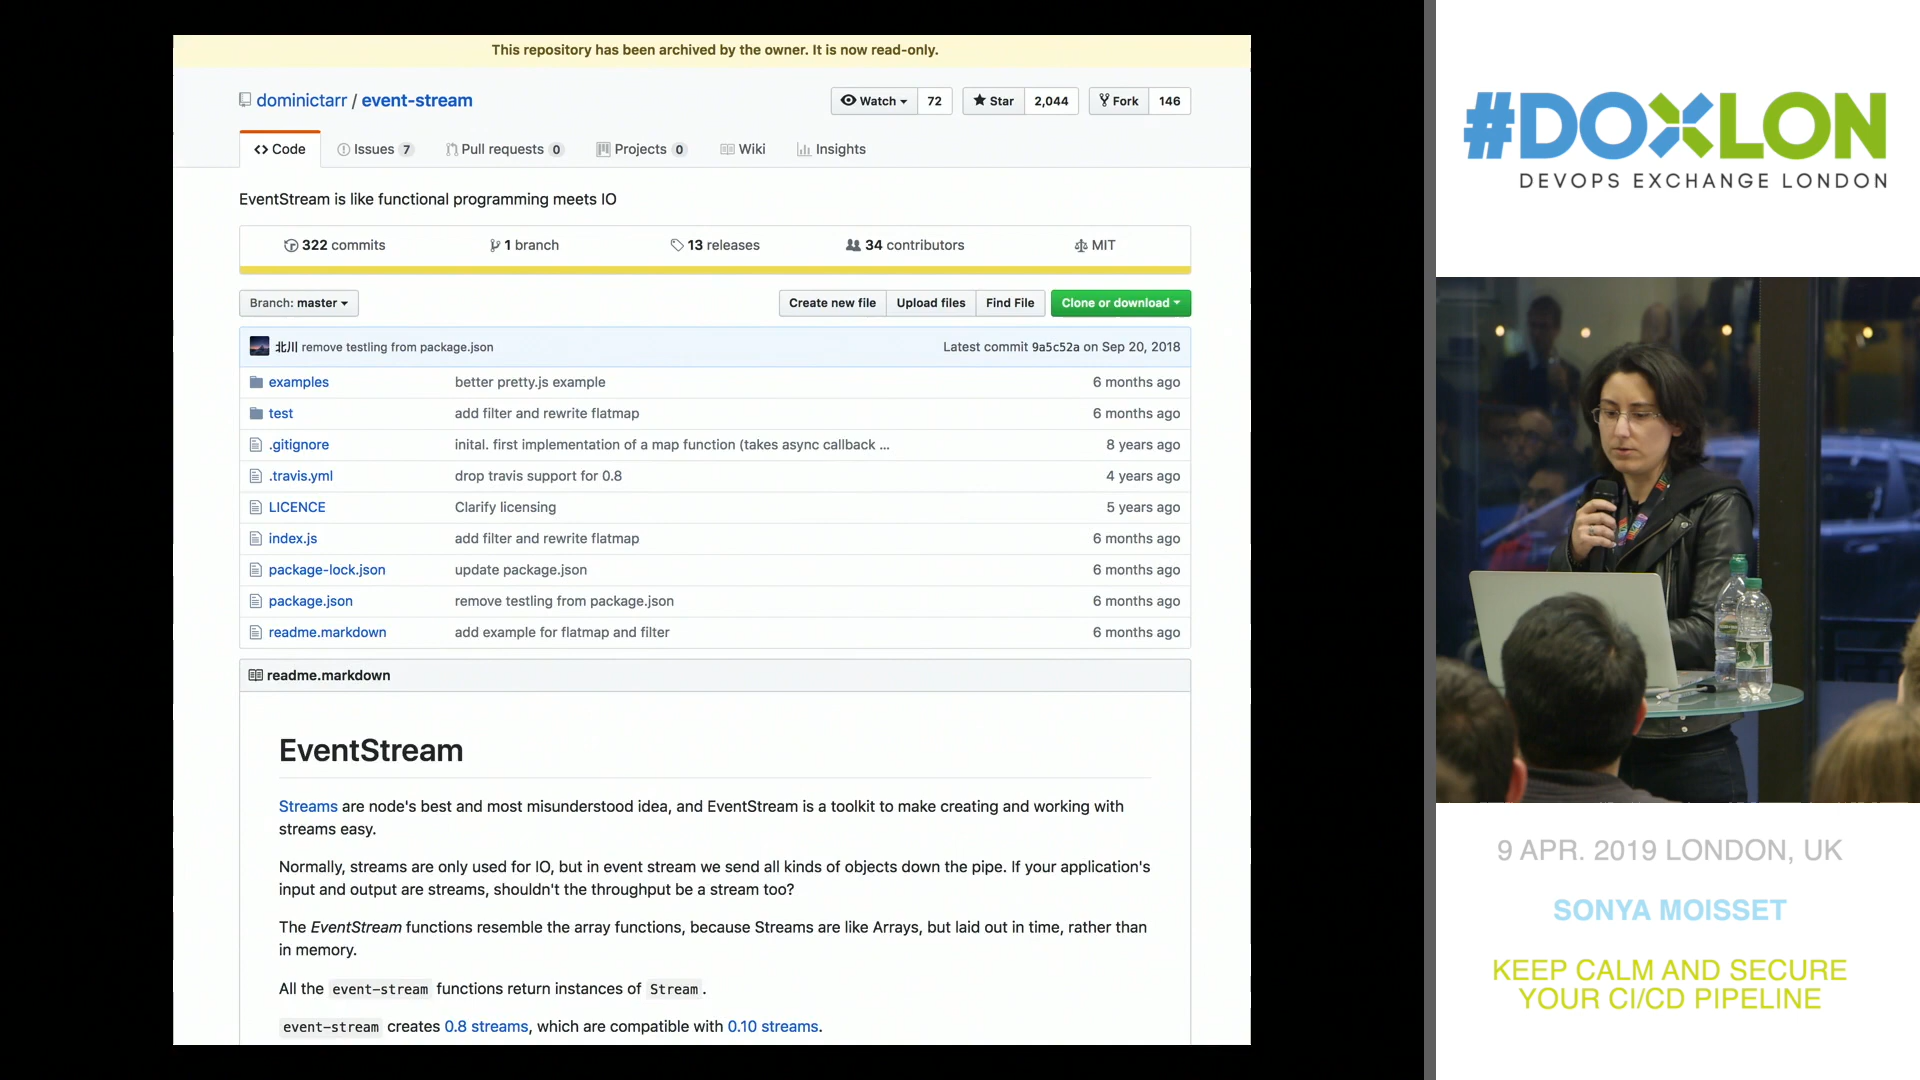 This repository has been archived by the owner. It is now read-only.
dominictarr / event-stream
Watch 72 Star 2,044 Fork 146
Code Issues 7 Pull requests 0 Projects 0 Wiki Insights
EventStream is like functional programming meets IO
322 commits 1 branch 13 releases 34 contributors MIT
Branch: master Create new file Upload files Find File Clone or download
北川 remove testling from package.json Latest commit 9a5c52a on Sep 20, 2018
examples better pretty.js example 6 months ago
test add filter and rewrite flatmap 6 months ago
.gitignore inital. first implementation of a map function (takes async callback ... 8 years ago
.travis.yml drop travis support for 0.8 4 years ago
LICENCE Clarify licensing 5 years ago
index.js add filter and rewrite flatmap 6 months ago
package-lock.json update package.json 6 months ago
package.json remove testling from package.json 6 months ago
readme.markdown add example for flatmap and filter 6 months ago
readme.markdown
EventStream
Streams are node's best and most misunderstood idea, and EventStream is a toolkit to make creating and working with
streams easy.
Normally, streams are only used for IO, but in event stream we send all kinds of objects down the pipe. If your application's
input and output are streams, shouldn't the throughput be a stream too?
The EventStream functions resemble the array functions, because Streams are like Arrays, but laid out in time, rather than
in memory.
All the event-stream functions return instances of Stream.
event-stream creates 0.8 streams, which are compatible with 0.10 streams.
#DOXLON
DEVOPS EXCHANGE LONDON
9 APR. 2019 LONDON, UK
SONYA MOISSET
KEEP CALM AND SECURE
YOUR CI/CD PIPELINE